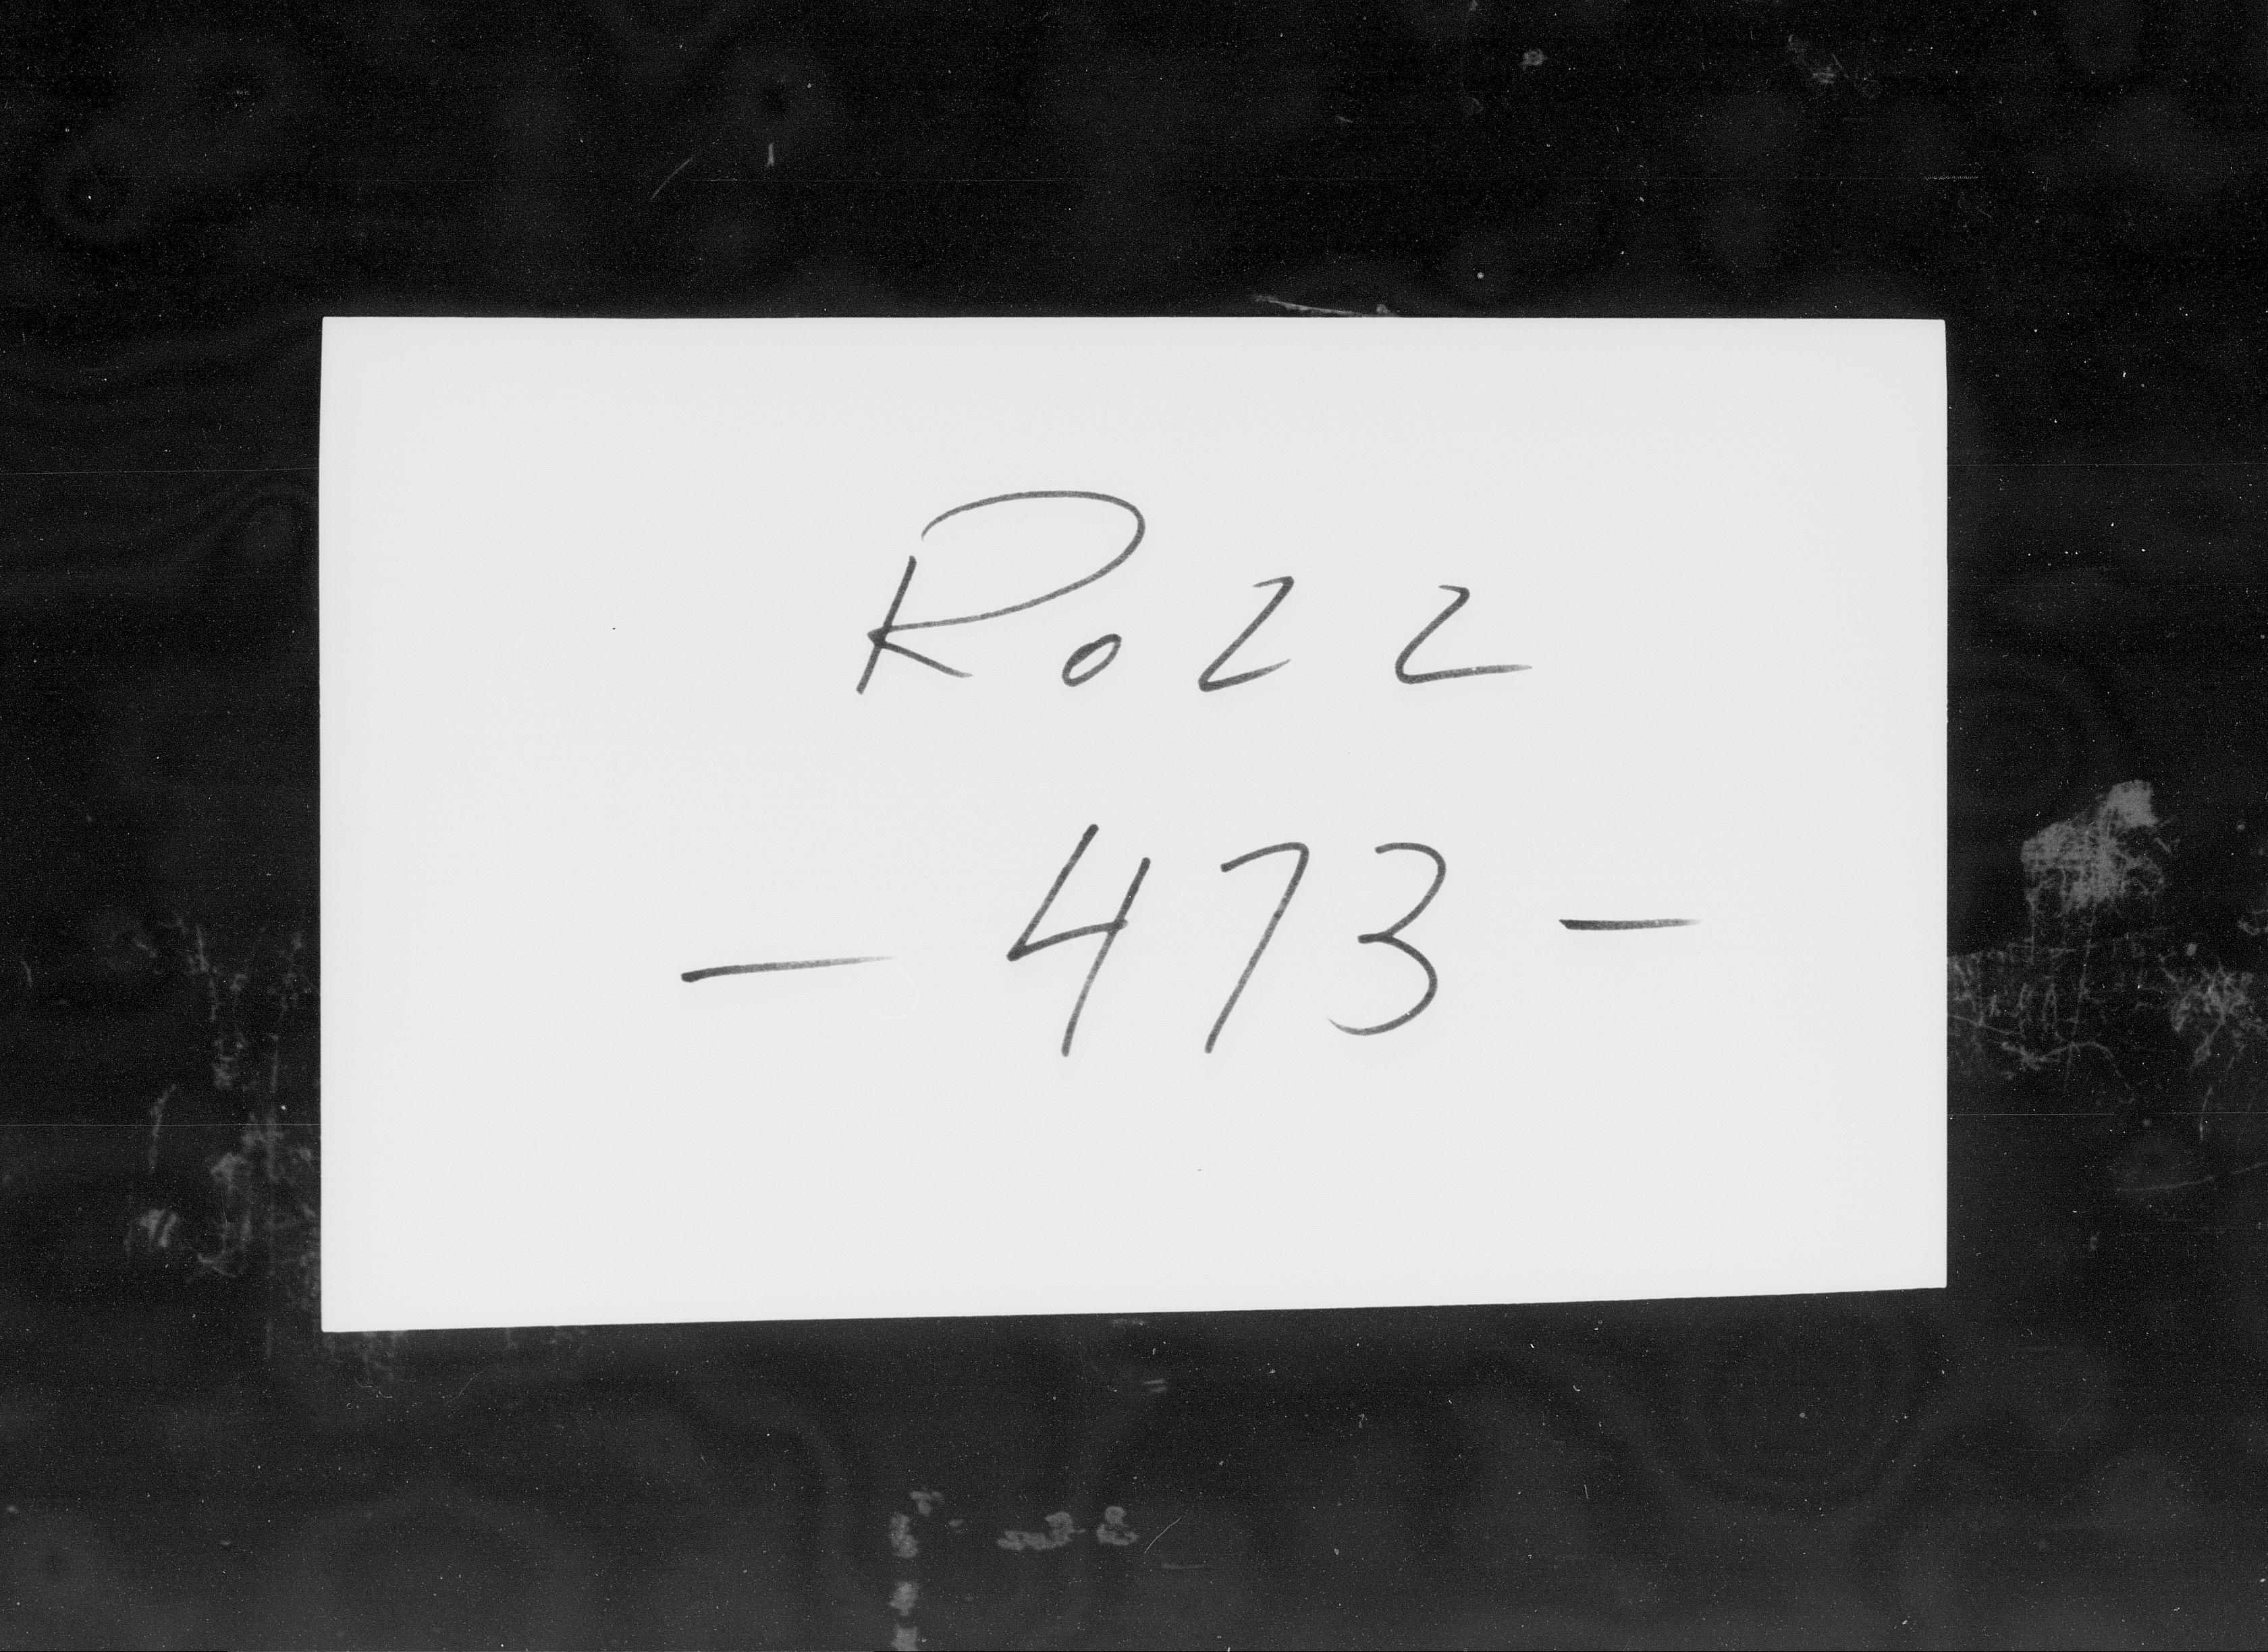 RoLL
— 473 —